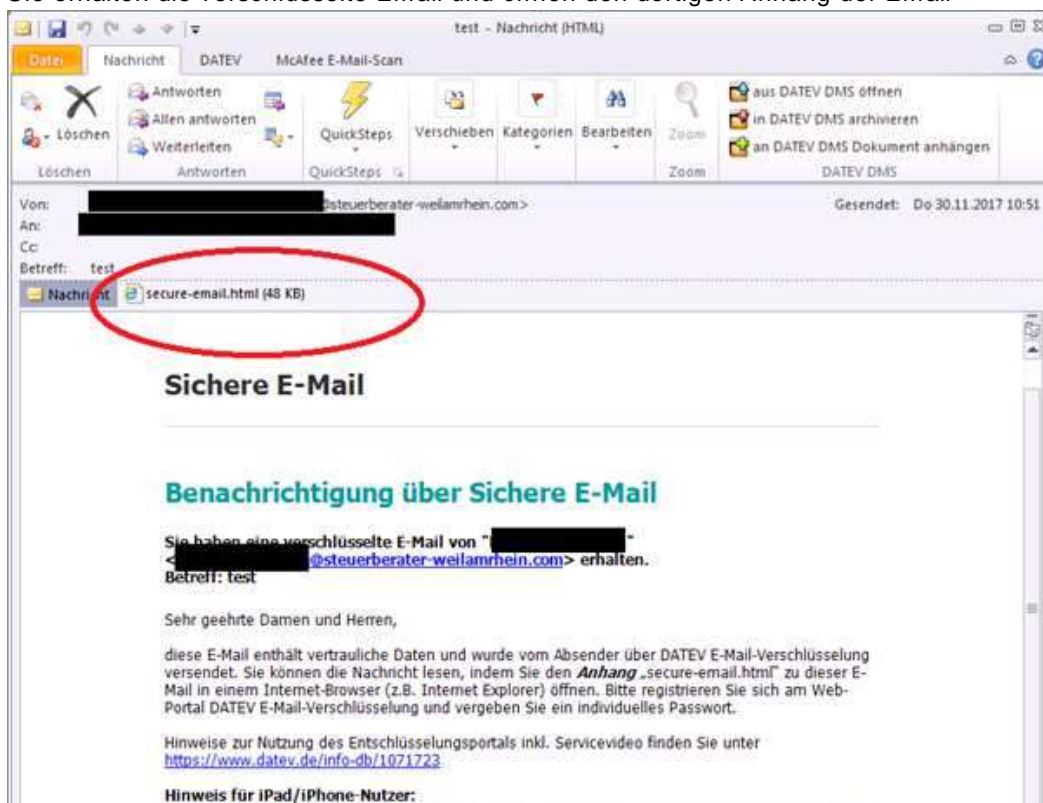 Sie erhalten die verschlüsselte Email und öffnen den dortigen Anhang der Email
test - Nachricht (HTML)
Datei Nachricht DATEV McAfee E-Mail-Scan
Löschen
Antworten
Allen antworten
Weiterleiten
QuickSteps
Verschieben Kategorien Bearbeiten
Zoom
aus DATEV DMS öffnen
in DATEV DMS archivieren
an DATEV DMS Dokument anhängen
Löschen Antworten QuickSteps Zoom DATEV DMS
Von: @steuerberater-weilamrhein.com> Gesendet: Do 30.11.2017 10:51
An:
Cc
Betreff: test
Nachricht secure-email.html (48 KB)
Sichere E-Mail
Benachrichtigung über Sichere E-Mail
Sie haben eine verschlüsselte E-Mail von " "
< @steuerberater-weilamrhein.com> erhalten.
Betreff: test
Sehr geehrte Damen und Herren,
diese E-Mail enthält vertrauliche Daten und wurde vom Absender über DATEV E-Mail-Verschlüsselung
versendet. Sie können die Nachricht lesen, indem Sie den Anhang „secure-email.html" zu dieser E-
Mail in einem Internet-Browser (z.B. Internet Explorer) öffnen. Bitte registrieren Sie sich am Web-
Portal DATEV E-Mail-Verschlüsselung und vergeben Sie ein individuelles Passwort.
Hinweise zur Nutzung des Entschlüsselungsportals inkl. Servicevideo finden Sie unter
https://www.datev.de/info-db/1071723
Hinweis für iPad/iPhone-Nutzer: